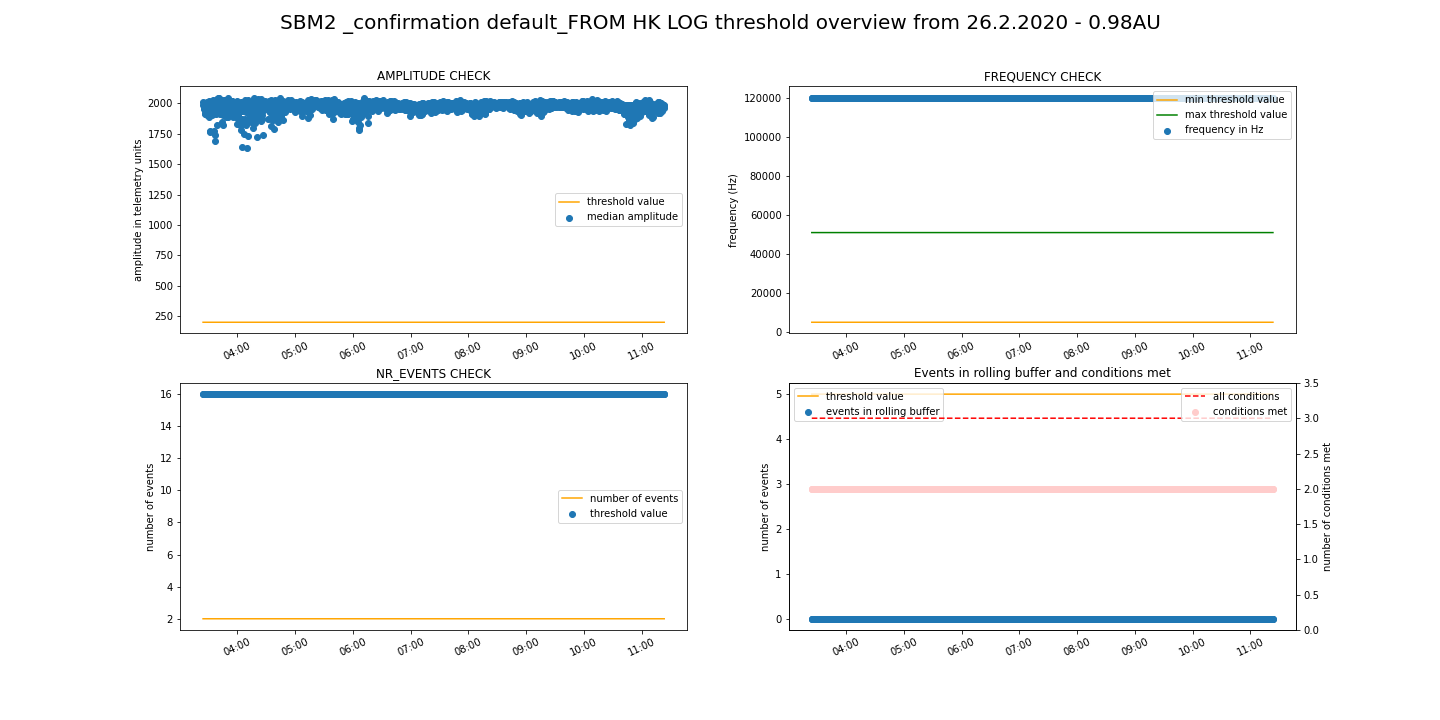 SBM2 _confirmation default_FROM HK LOG threshold overview from 26.2.2020 - 0.98AU
AMPLITUDE CHECK
amplitude in telemetry units
2000
1750
1500
1250
1000
750
500
250
threshold value
median amplitude
04:00 05:00 06:00 07:00 08:00 09:00 10:00 11:00
FREQUENCY CHECK
frequency (Hz)
120000
100000
80000
60000
40000
20000
0
min threshold value
max threshold value
frequency in Hz
04:00 05:00 06:00 07:00 08:00 09:00 10:00 11:00
NR_EVENTS CHECK
number of events
16
14
12
10
8
6
4
2
number of events
threshold value
04:00 05:00 06:00 07:00 08:00 09:00 10:00 11:00
Events in rolling buffer and conditions met
number of events
5
4
3
2
1
0
threshold value
events in rolling buffer
all conditions
conditions met
3.5
3.0
2.5
2.0
1.5
1.0
0.5
0.0
number of conditions met
04:00 05:00 06:00 07:00 08:00 09:00 10:00 11:00